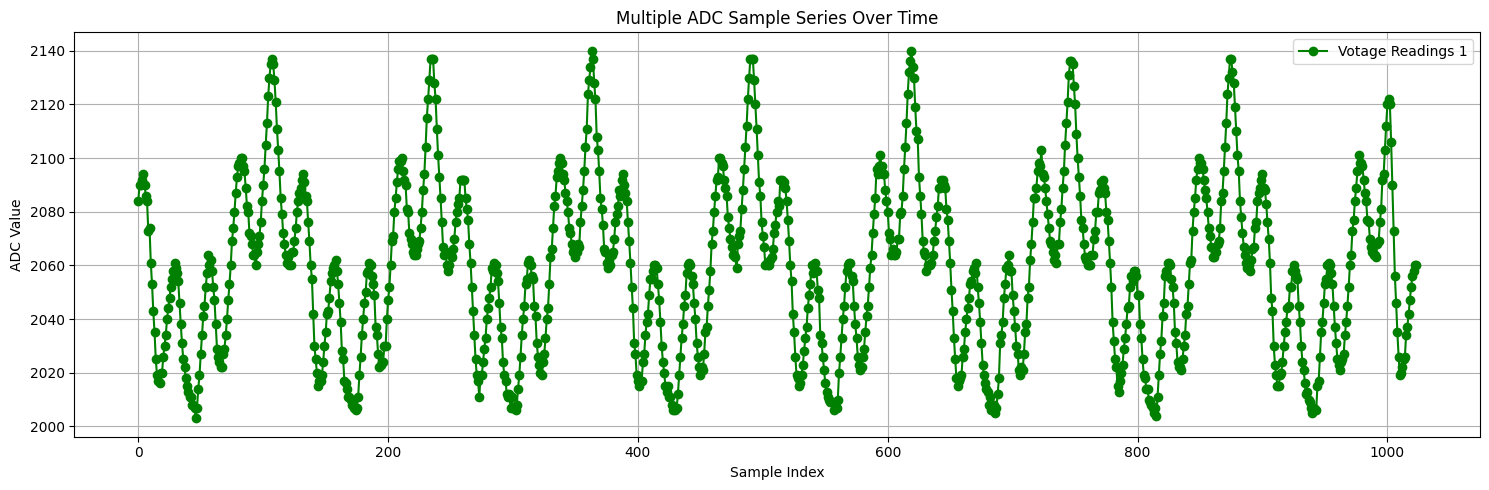 Multiple ADC Sample Series Over Time
Votage Readings 1
ADC Value
2140
2120
2100
2080
2060
2040
2020
2000
0 200 400 600 800 1000
Sample Index